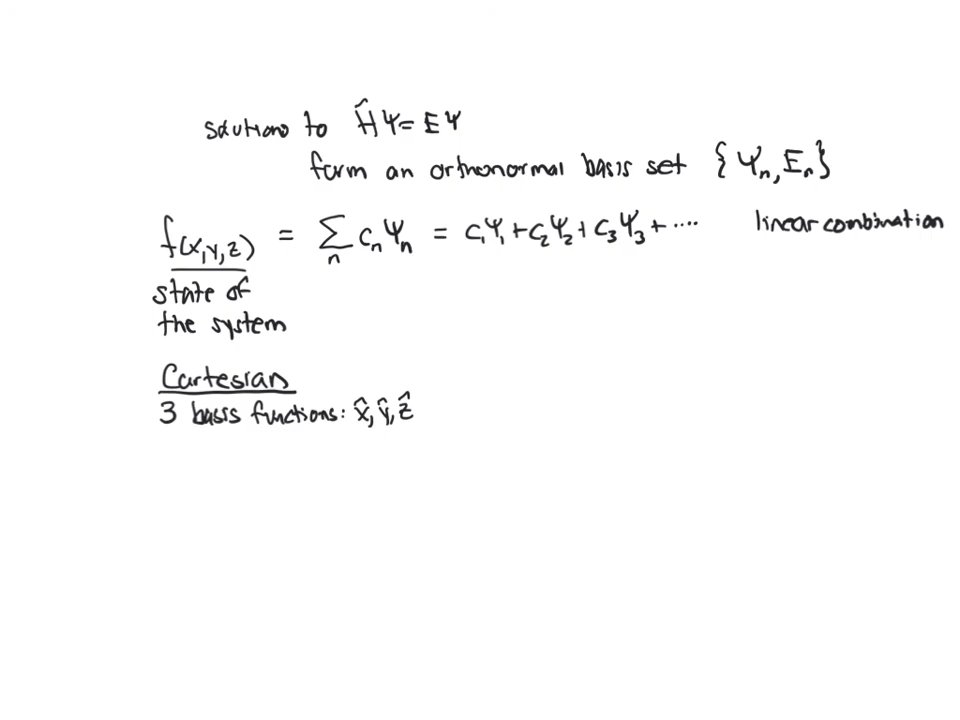 solutions to ĤΨ = EΨ
form an orthonormal basis set {Ψn, En}
f(x,y,z) = Σn cnΨn = c1Ψ1 + c2Ψ2 + c3Ψ3 + .... linear combination
state of
the system
Cartesian
3 basis functions: x̂, ŷ, ẑ